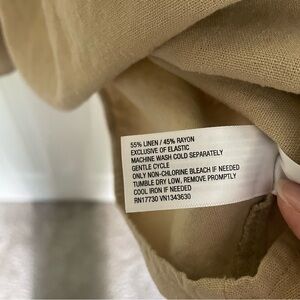 55% LINEN / 45% RAYON
EXCLUSIVE OF ELASTIC
MACHINE WASH COLD SEPARATELY
GENTLE CYCLE
ONLY NON-CHLORINE BLEACH IF NEEDED
TUMBLE DRY LOW, REMOVE PROMPTLY
COOL IRON IF NEEDED
RN17730 VN1343630